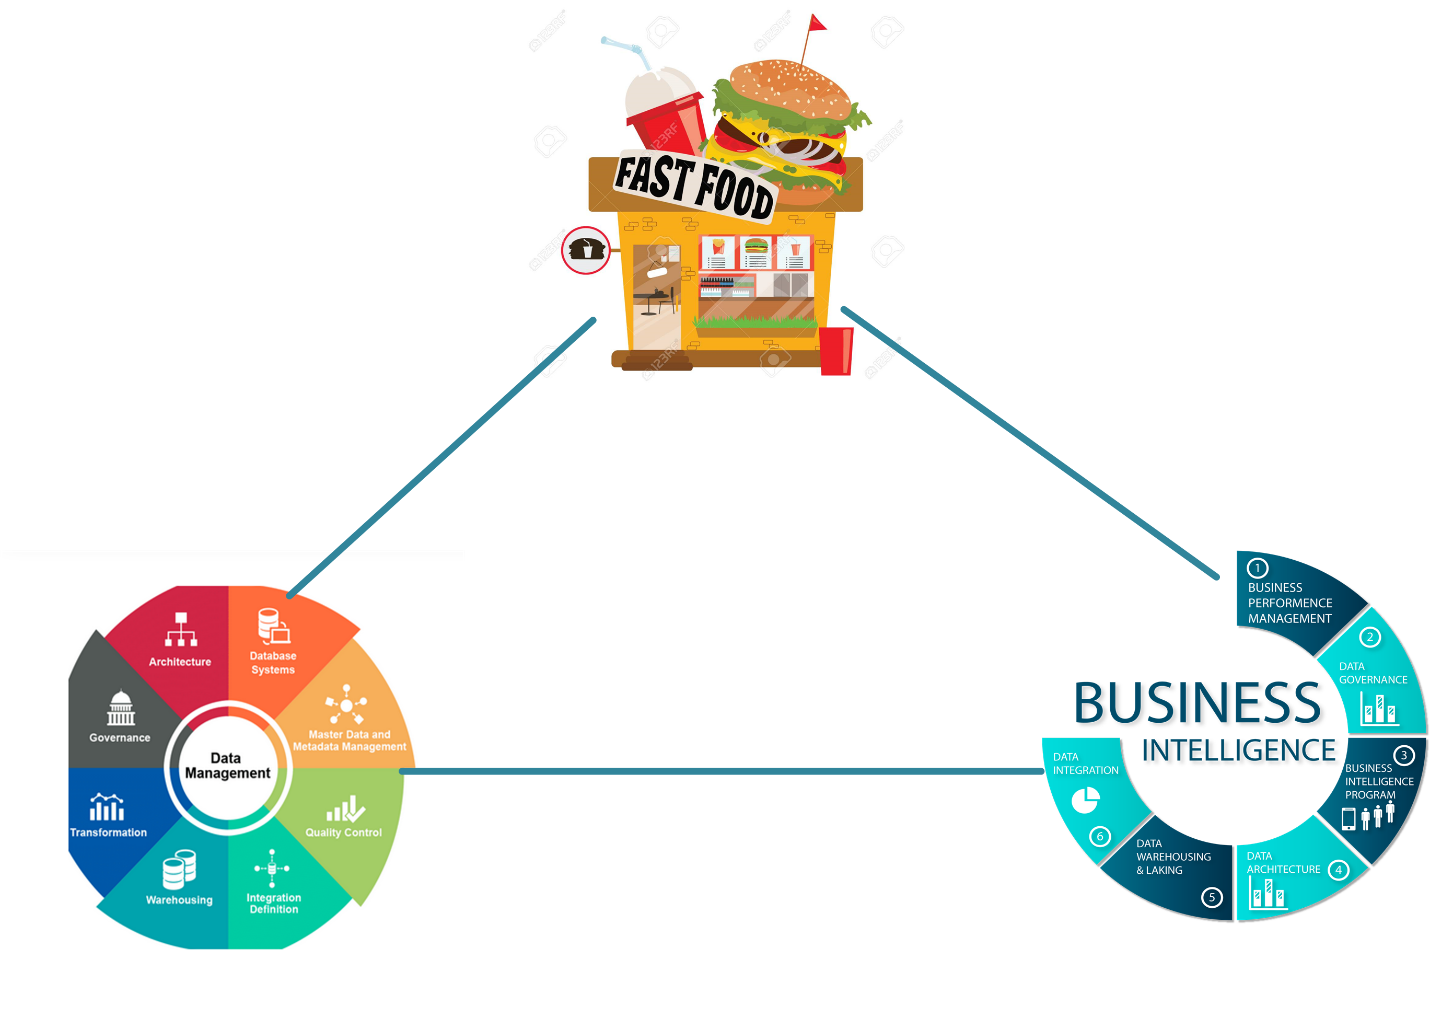 FAST FOOD
123RF
Architecture
Database
Systems
Governance
Master Data and
Metadata Management
Data
Management
Transformation
Quality Control
Warehousing
Integration
Definition
1
BUSINESS
PERFORMENCE
MANAGEMENT
2
DATA
GOVERNANCE
BUSINESS
INTELLIGENCE
3
BUSINESS
INTELLIGENCE
PROGRAM
DATA
INTEGRATION
6
DATA
WAREHOUSING
& LAKING
5
DATA
ARCHITECTURE
4